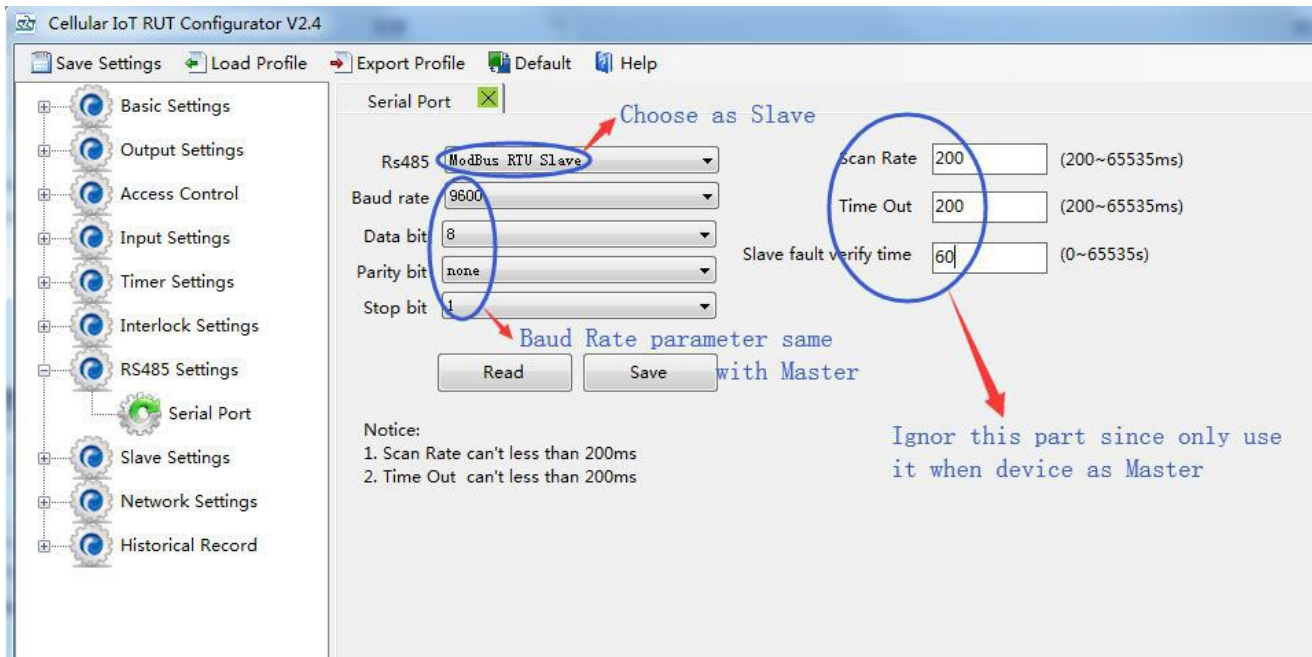 Cellular IoT RUT Configurator V2.4
Save Settings Load Profile Export Profile Default Help
Basic Settings
Output Settings
Access Control
Input Settings
Timer Settings
Interlock Settings
RS485 Settings
Serial Port
Slave Settings
Network Settings
Historical Record
Serial Port
Choose as Slave
Rs485 ModBus RTU Slave
Baud rate 9600
Data bit 8
Parity bit none
Stop bit 1
Scan Rate 200 (200~65535ms)
Time Out 200 (200~65535ms)
Slave fault verify time 60 (0~65535s)
Baud Rate parameter same
with Master
Read Save
Notice:
1. Scan Rate can't less than 200ms
2. Time Out can't less than 200ms
Ignor this part since only use
it when device as Master